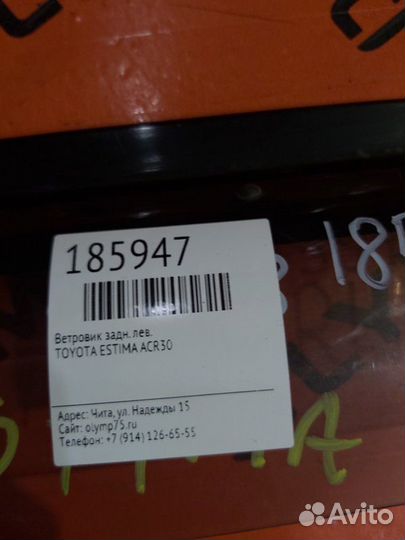 185947
Ветровик задн. лев.
TOYOTA ESTIMA ACR30
Адрес: Чита, ул. Надежды 15
Сайт: olymp75.ru
Телефон: +7 (914) 126-65-55
Avito